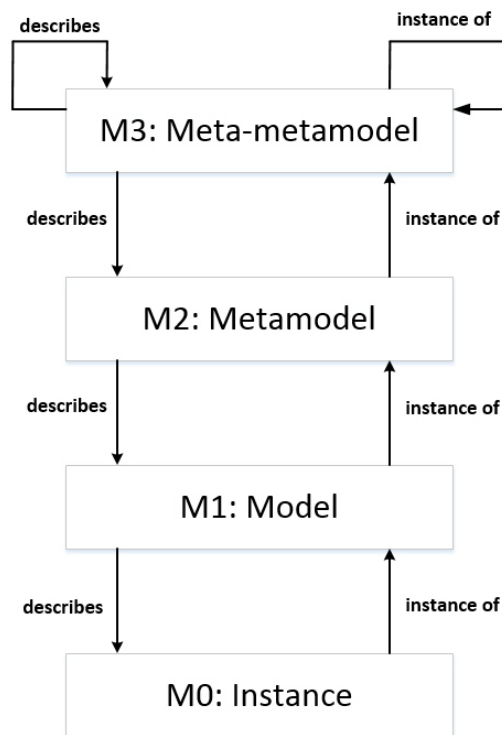 describes
instance of
M3: Meta-metamodel
describes
instance of
M2: Metamodel
describes
instance of
M1: Model
describes
instance of
M0: Instance